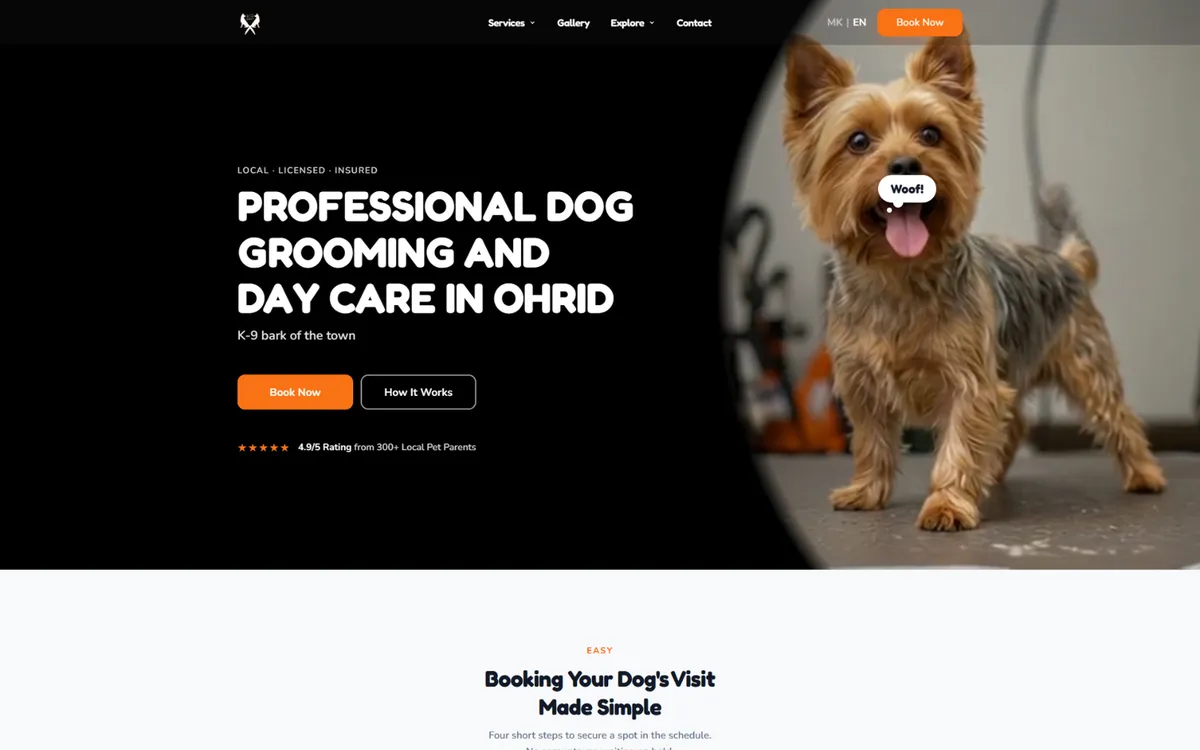 Services
Gallery
Explore
Contact
MK | EN
Book Now
LOCAL · LICENSED · INSURED
PROFESSIONAL DOG
GROOMING AND
DAY CARE IN OHRID
K-9 bark of the town
Book Now
How It Works
★★★★★ 4.9/5 Rating from 300+ Local Pet Parents
Woof!
EASY
Booking Your Dog's Visit
Made Simple
Four short steps to secure a spot in the schedule.